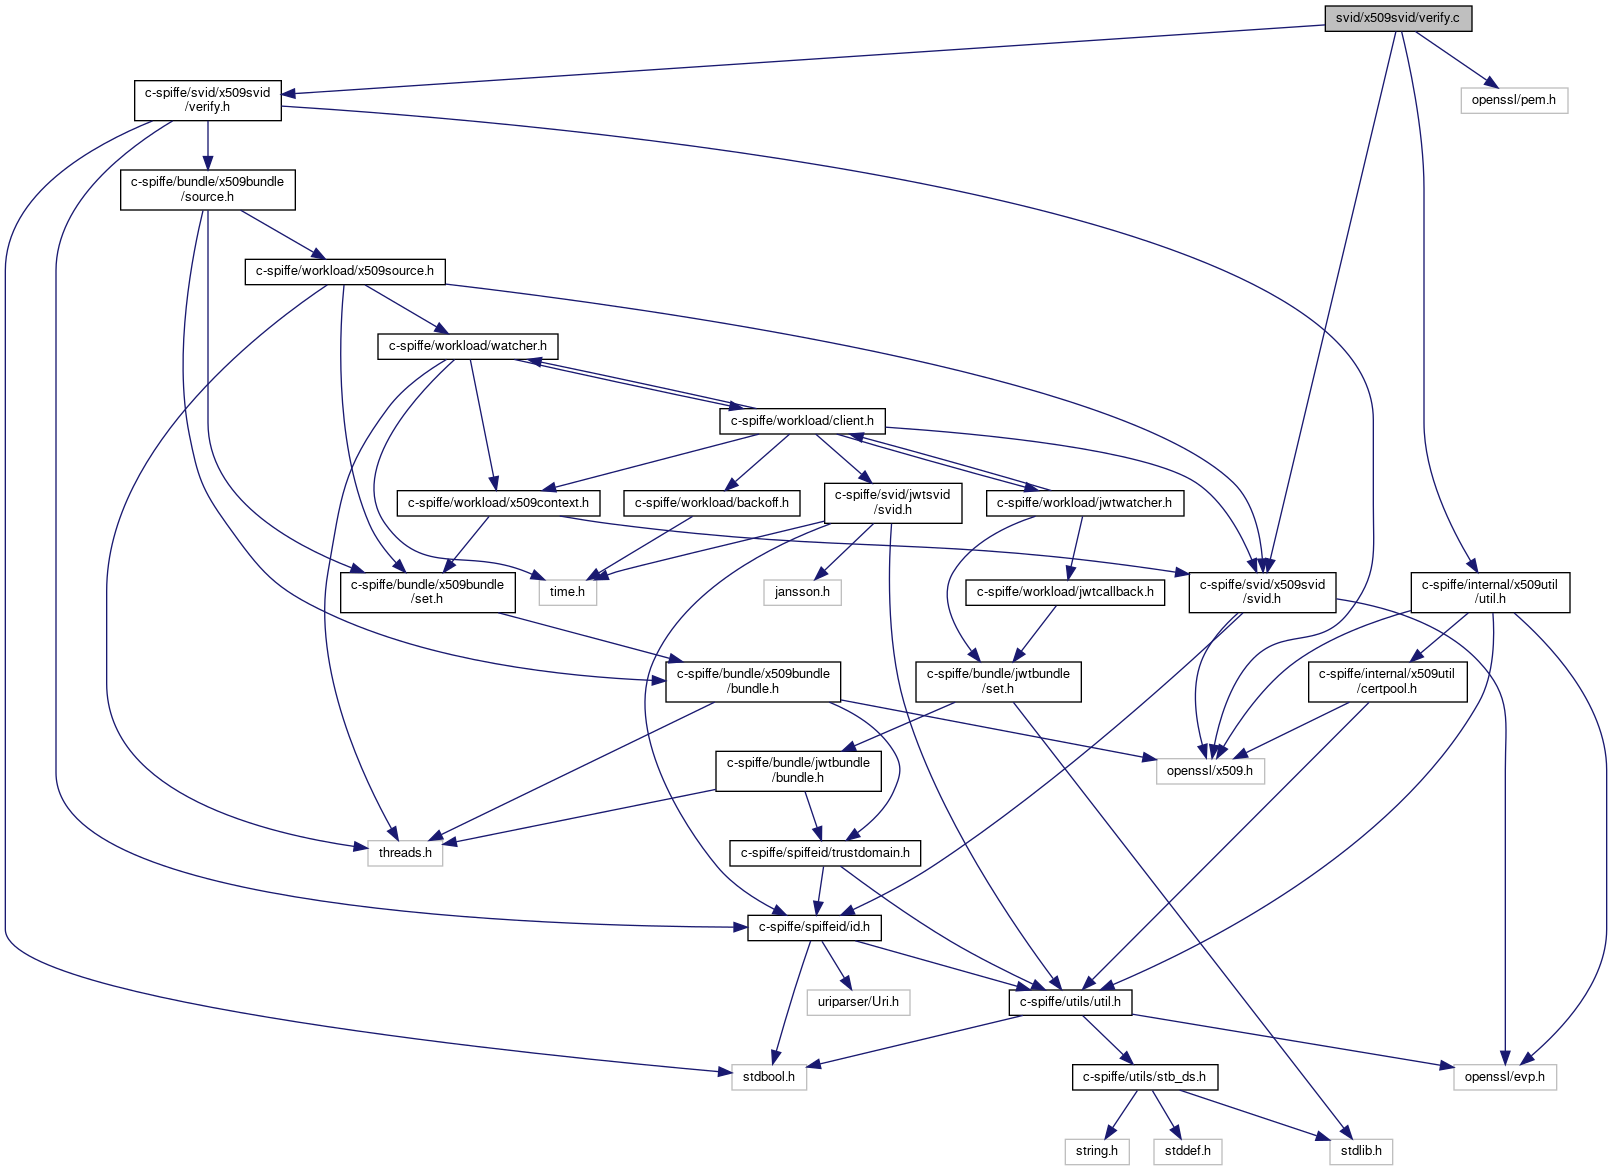 svid/x509svid/verify.c
c-spiffe/svid/x509svid
/verify.h
openssl/pem.h
c-spiffe/bundle/x509bundle
/source.h
c-spiffe/workload/x509source.h
c-spiffe/workload/watcher.h
c-spiffe/workload/client.h
c-spiffe/workload/x509context.h
c-spiffe/workload/backoff.h
c-spiffe/svid/jwtsvid
/svid.h
c-spiffe/workload/jwtwatcher.h
c-spiffe/bundle/x509bundle
/set.h
time.h
jansson.h
c-spiffe/workload/jwtcallback.h
c-spiffe/svid/x509svid
/svid.h
c-spiffe/internal/x509util
/util.h
c-spiffe/bundle/x509bundle
/bundle.h
c-spiffe/bundle/jwtbundle
/set.h
c-spiffe/internal/x509util
/certpool.h
c-spiffe/bundle/jwtbundle
/bundle.h
openssl/x509.h
threads.h
c-spiffe/spiffeid/trustdomain.h
c-spiffe/spiffeid/id.h
uriparser/Uri.h
c-spiffe/utils/util.h
stdbool.h
c-spiffe/utils/stb_ds.h
openssl/evp.h
string.h
stddef.h
stdlib.h